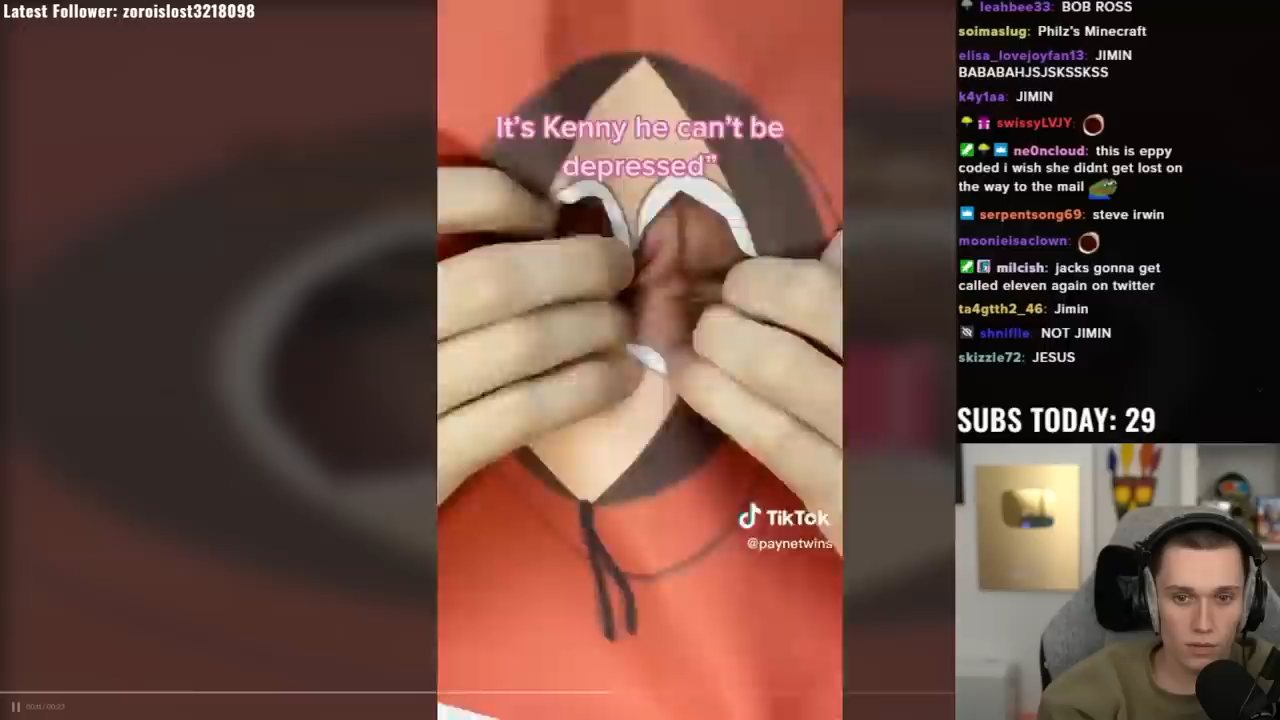 Latest Follower: zoroislost3218098
It's Kenny he can't be
depressed"
TikTok
@paynetwins
leahbee33: BOB ROSS
soimaslug: Philz's Minecraft
elisa_lovejoyfan13: JIMIN
BABABAHJSJSKSSKSS
k4y1aa: JIMIN
swissyLVJY:
ne0ncloud: this is eppy
coded i wish she didnt get lost on
the way to the mail
serpentsong69: steve irwin
moonieisaclown:
milcish: jacks gonna get
called eleven again on twitter
ta4gtth2_46: Jimin
shniflle: NOT JIMIN
skizzle72: JESUS
SUBS TODAY: 29